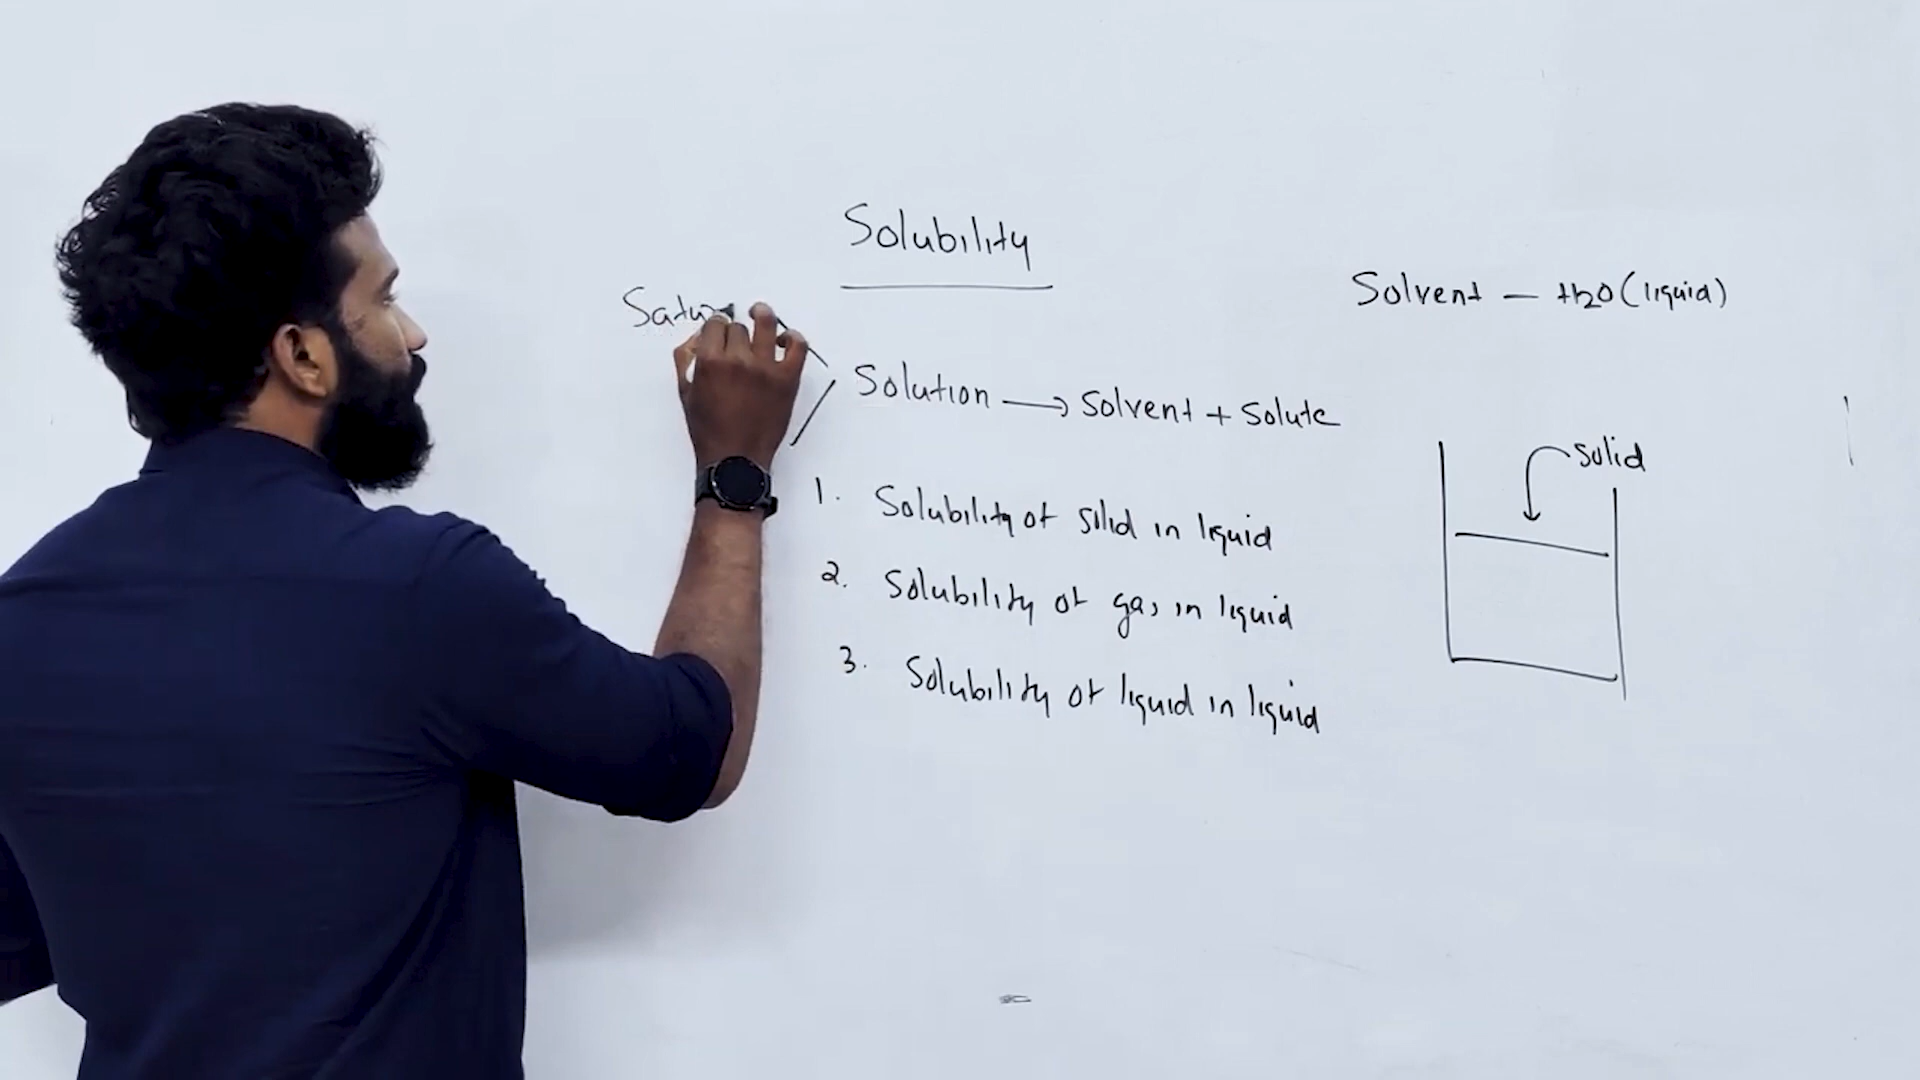 Solubility
Solvent — H2O (liquid)
Satur
Solution → Solvent + Solute
solid
1. Solubility of solid in liquid
2. Solubility of gas in liquid
3. Solubility of liquid in liquid